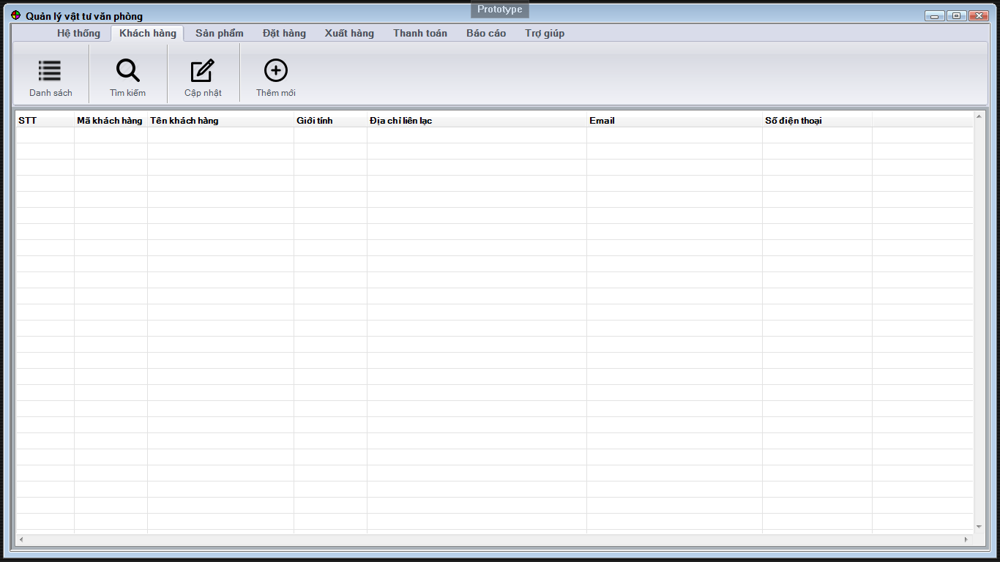 Prototype
Quản lý vật tư văn phòng
Hệ thống Khách hàng Sản phẩm Đặt hàng Xuất hàng Thanh toán Báo cáo Trợ giúp
Danh sách Tìm kiếm Cập nhật Thêm mới
STT Mã khách hàng Tên khách hàng Giới tính Địa chỉ liên lạc Email Số điện thoại